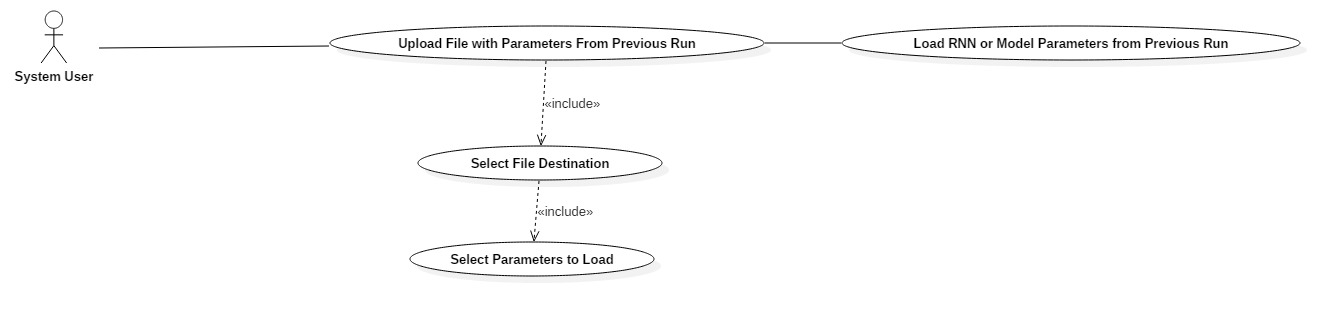 Upload File with Parameters From Previous Run
Load RNN or Model Parameters from Previous Run
System User
«include»
Select File Destination
«include»
Select Parameters to Load